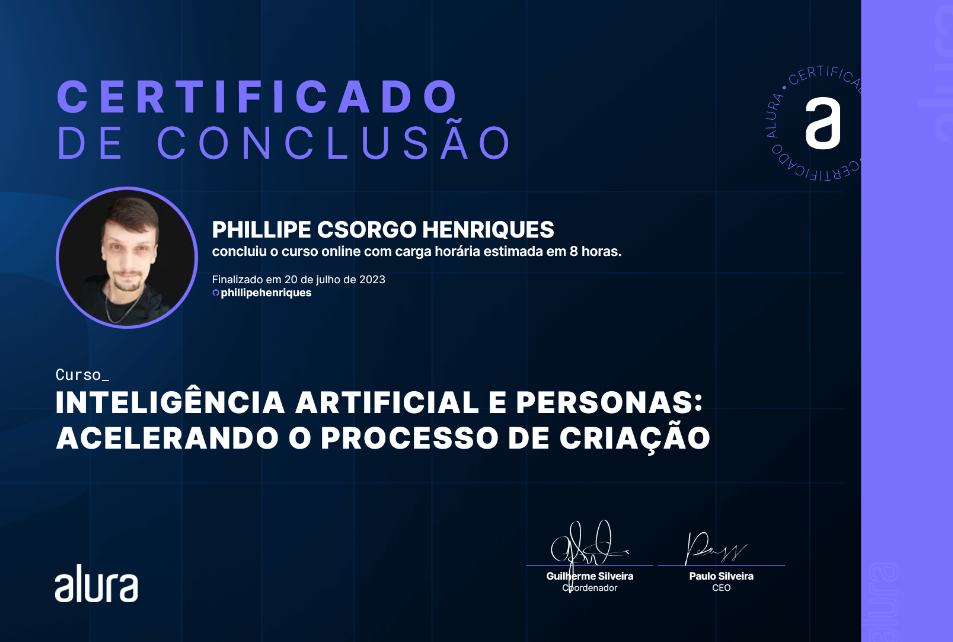 CERTIFICADO
DE CONCLUSÃO
ALURA • CERTIFICA
CERTIFICADO
a
PHILLIPE CSORGO HENRIQUES
concluiu o curso online com carga horária estimada em 8 horas.
Finalizado em 20 de julho de 2023
phillipehenriques
Curso_
INTELIGÊNCIA ARTIFICIAL E PERSONAS:
ACELERANDO O PROCESSO DE CRIAÇÃO
Guilherme Silveira
Coordenador
Paulo Silveira
CEO
alura
alura
alura